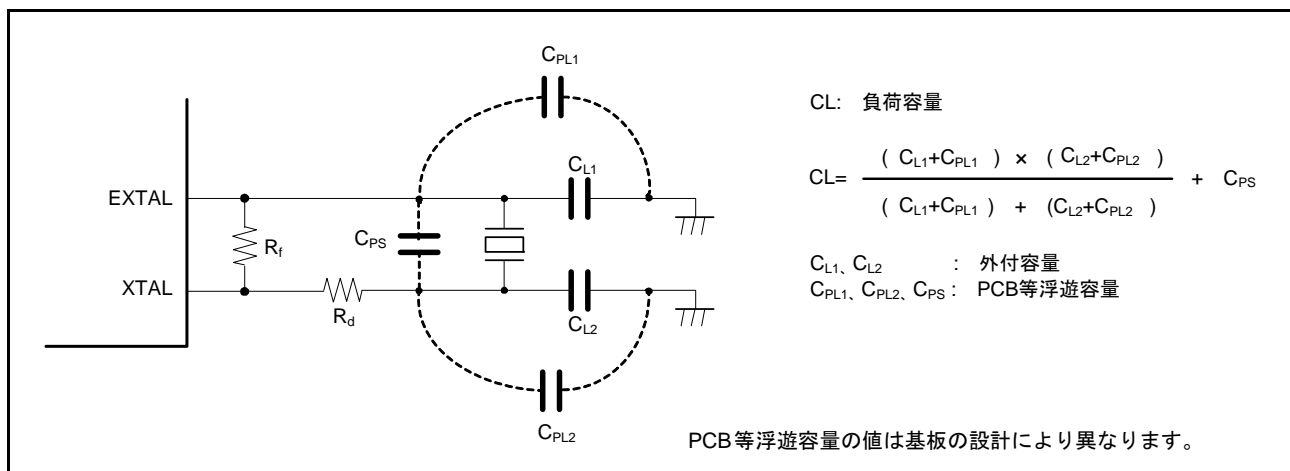 CPL1
CL: 負荷容量
CL1
( CL1+CPL1 ) × ( CL2+CPL2 )
CL= + CPS
( CL1+CPL1 ) + (CL2+CPL2 )
EXTAL
CPS
Rf
CL1、CL2 : 外付容量
XTAL
CPL1、CPL2、CPS : PCB等浮遊容量
Rd
CL2
CPL2
PCB等浮遊容量の値は基板の設計により異なります。